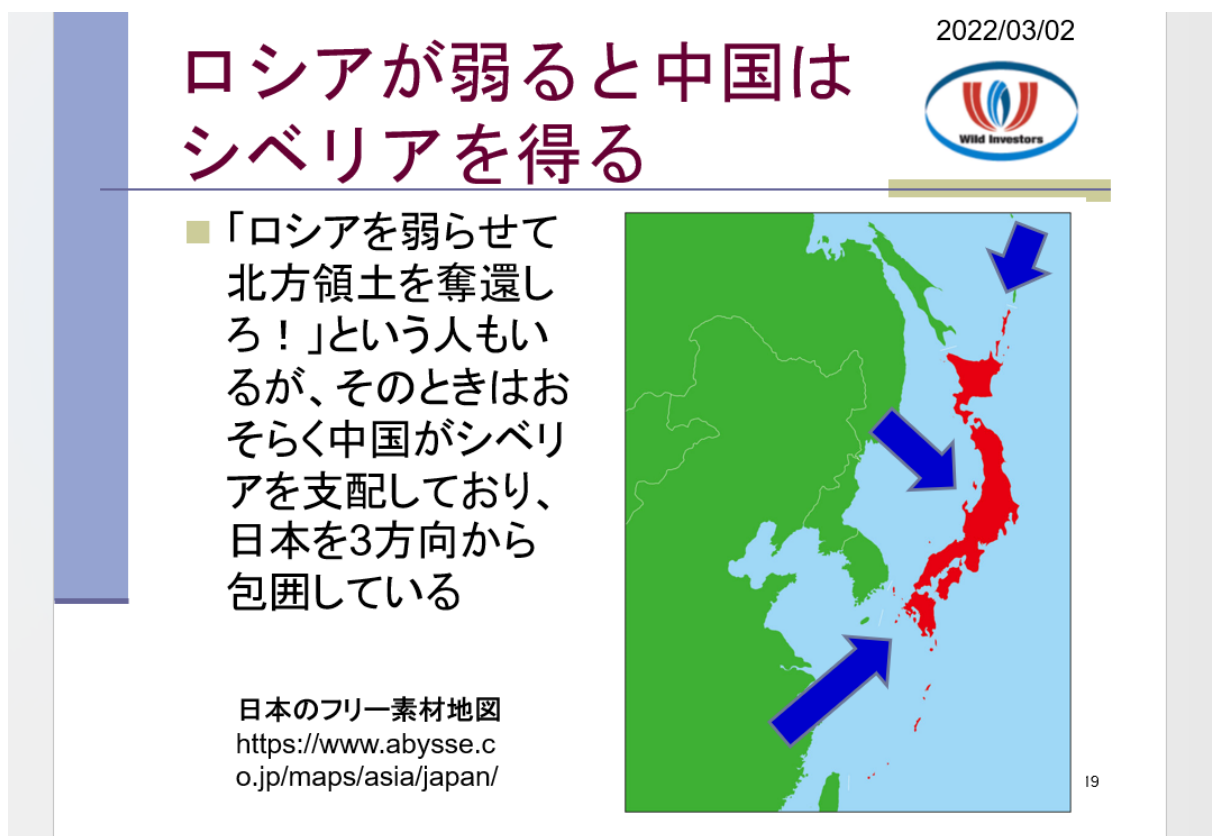 2022/03/02
ロシアが弱ると中国は
シベリアを得る
Wild Investors
「ロシアを弱らせて
北方領土を奪還し
ろ！」という人もい
るが、そのときはお
そらく中国がシベリ
アを支配しており、
日本を3方向から
包囲している
日本のフリー素材地図
https://www.abysse.c
o.jp/maps/asia/japan/
19